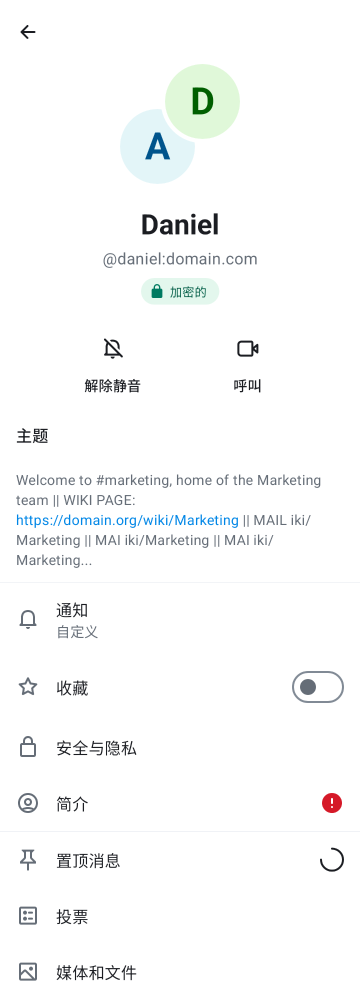 D
A
Daniel
@daniel:domain.com
加密的
解除静音
呼叫
主题
Welcome to #marketing, home of the Marketing
team || WIKI PAGE:
https://domain.org/wiki/Marketing || MAIL iki/
Marketing || MAI iki/Marketing || MAI iki/
Marketing...
通知
自定义
收藏
安全与隐私
简介
置顶消息
投票
媒体和文件